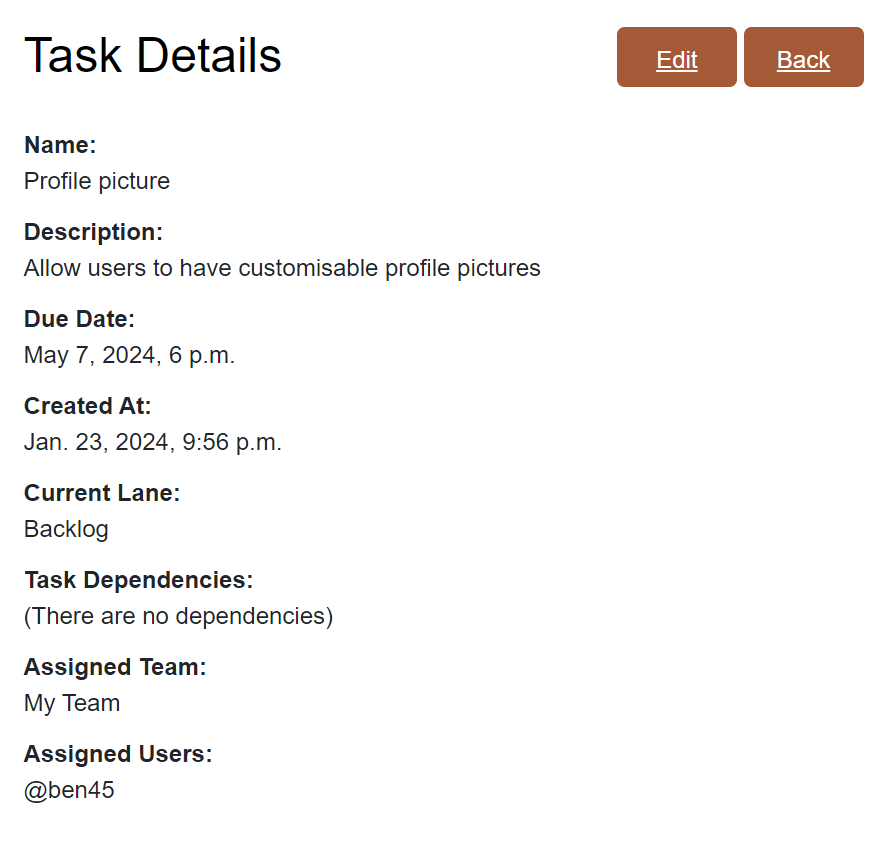 Task Details
Edit
Back
Name:
Profile picture
Description:
Allow users to have customisable profile pictures
Due Date:
May 7, 2024, 6 p.m.
Created At:
Jan. 23, 2024, 9:56 p.m.
Current Lane:
Backlog
Task Dependencies:
(There are no dependencies)
Assigned Team:
My Team
Assigned Users:
@ben45